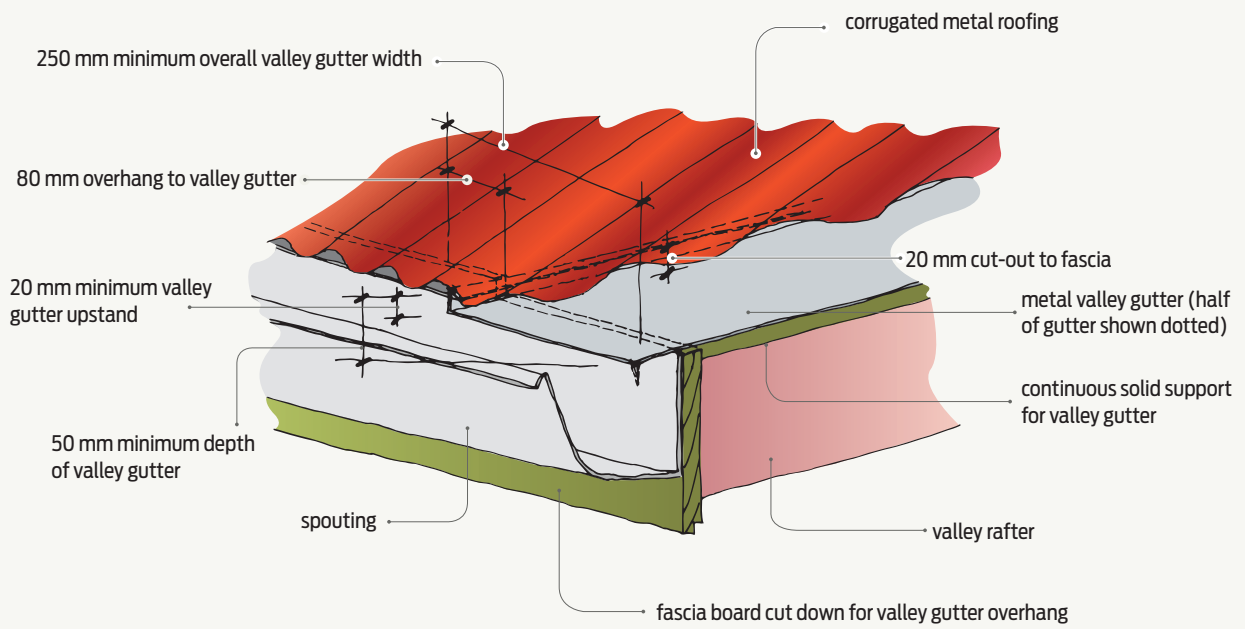 corrugated metal roofing
250 mm minimum overall valley gutter width
80 mm overhang to valley gutter
20 mm cut-out to fascia
20 mm minimum valley
gutter upstand
metal valley gutter (half
of gutter shown dotted)
continuous solid support
for valley gutter
50 mm minimum depth
of valley gutter
spouting
valley rafter
fascia board cut down for valley gutter overhang